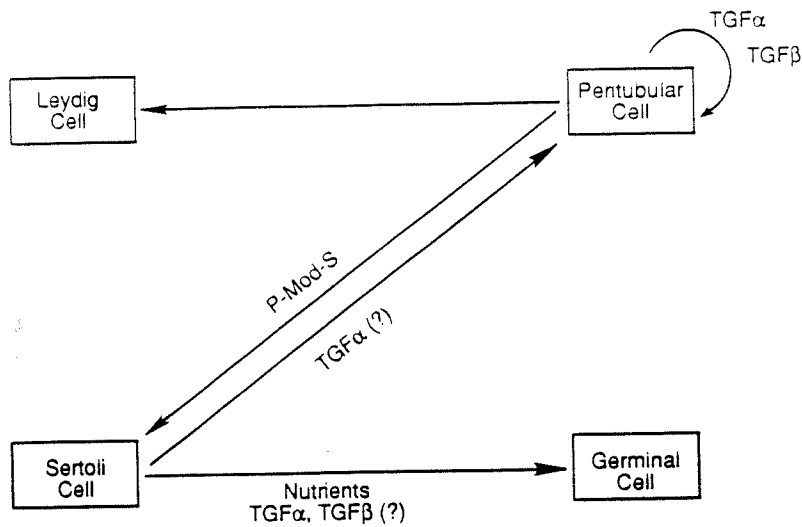 TGFα
TGFβ
Leydig
Cell
Pentubular
Cell
P-Mod-S
TGFα (?)
Sertoli
Cell
Germinal
Cell
Nutrients
TGFα, TGFβ (?)